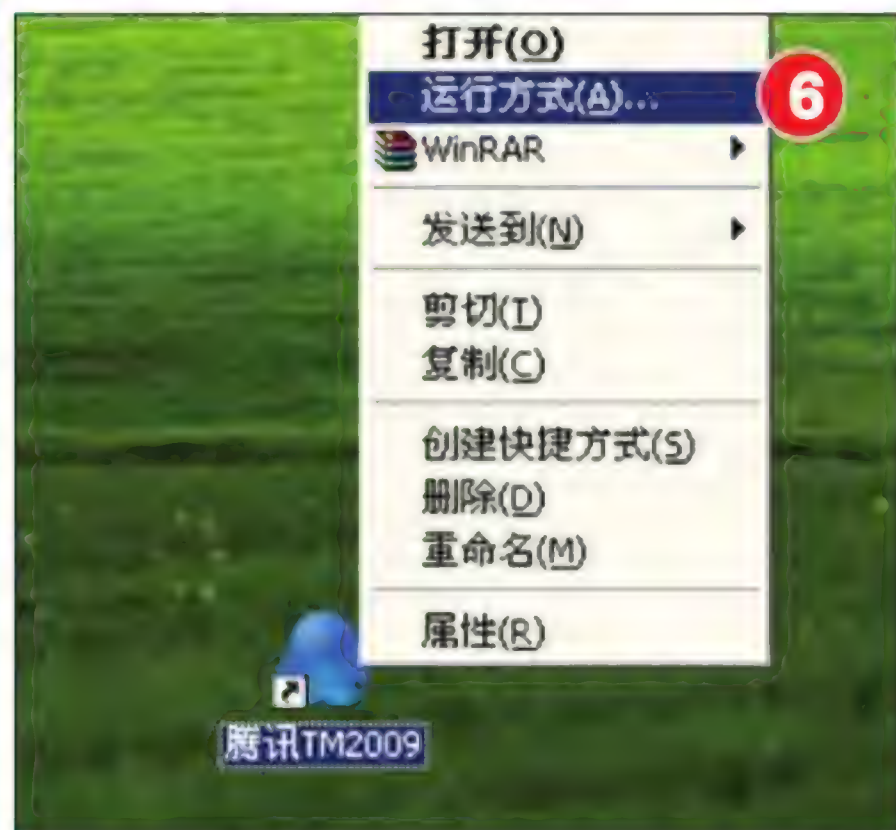 打开(O)
运行方式(A)...
6
WinRAR
发送到(N)
剪切(T)
复制(C)
创建快捷方式(S)
删除(D)
重命名(M)
属性(R)
腾讯TM2009